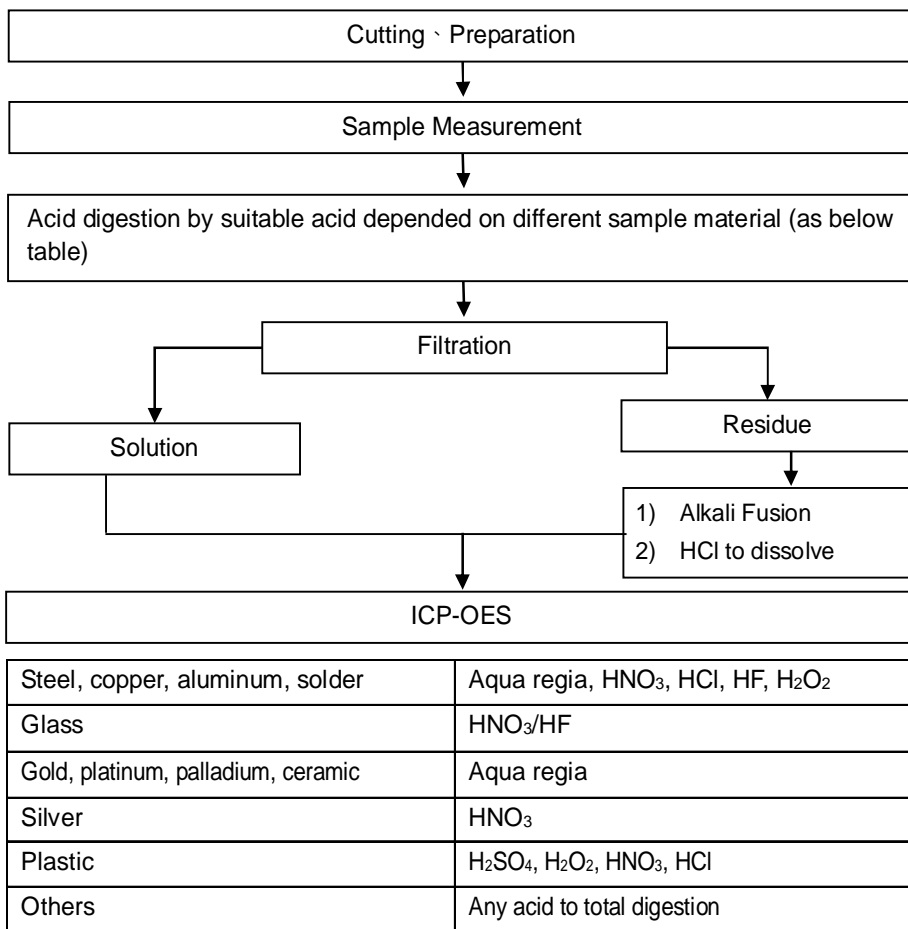 Cutting、Preparation
Sample Measurement
Acid digestion by suitable acid depended on different sample material (as below
table)
Filtration
Solution
Residue
1) Alkali Fusion
2) HCl to dissolve
ICP-OES
Steel, copper, aluminum, solder Aqua regia, HNO₃, HCl, HF, H₂O₂
Glass HNO₃/HF
Gold, platinum, palladium, ceramic Aqua regia
Silver HNO₃
Plastic H₂SO₄, H₂O₂, HNO₃, HCl
Others Any acid to total digestion